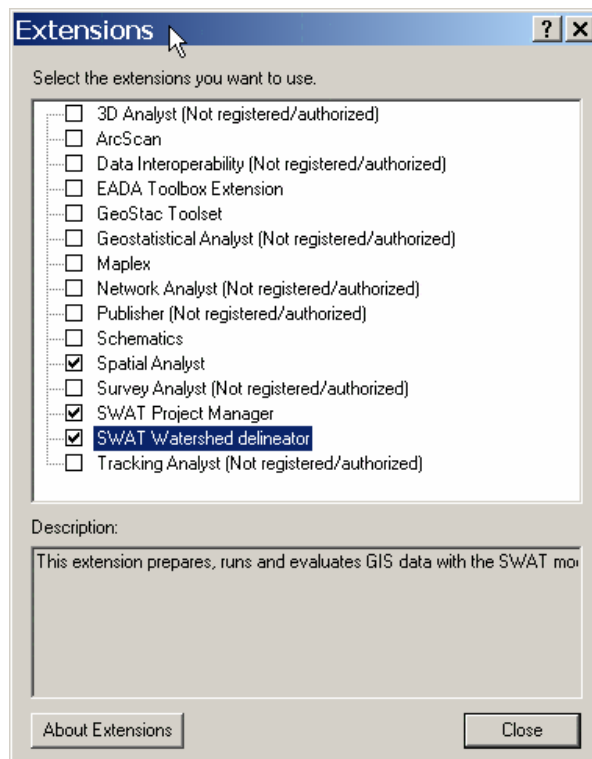 Extensions
Select the extensions you want to use.
3D Analyst (Not registered/authorized)
ArcScan
Data Interoperability (Not registered/authorized)
EADA Toolbox Extension
GeoStac Toolset
Geostatistical Analyst (Not registered/authorized)
Maplex
Network Analyst (Not registered/authorized)
Publisher (Not registered/authorized)
Schematics
Spatial Analyst
Survey Analyst (Not registered/authorized)
SWAT Project Manager
SWAT Watershed delineator
Tracking Analyst (Not registered/authorized)
Description:
This extension prepares, runs and evaluates GIS data with the SWAT
About Extensions
Close